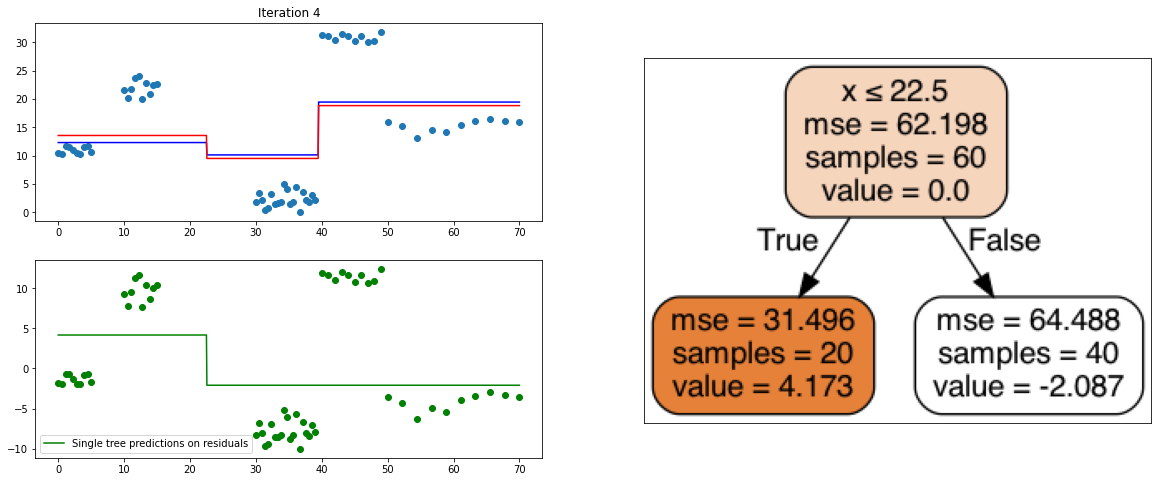 Iteration 4
30
25
20
15
10
5
0
0 10 20 30 40 50 60 70
10
5
0
−5
−10
Single tree predictions on residuals
0 10 20 30 40 50 60 70
x ≤ 22.5
mse = 62.198
samples = 60
value = 0.0
True False
mse = 31.496
samples = 20
value = 4.173
mse = 64.488
samples = 40
value = -2.087